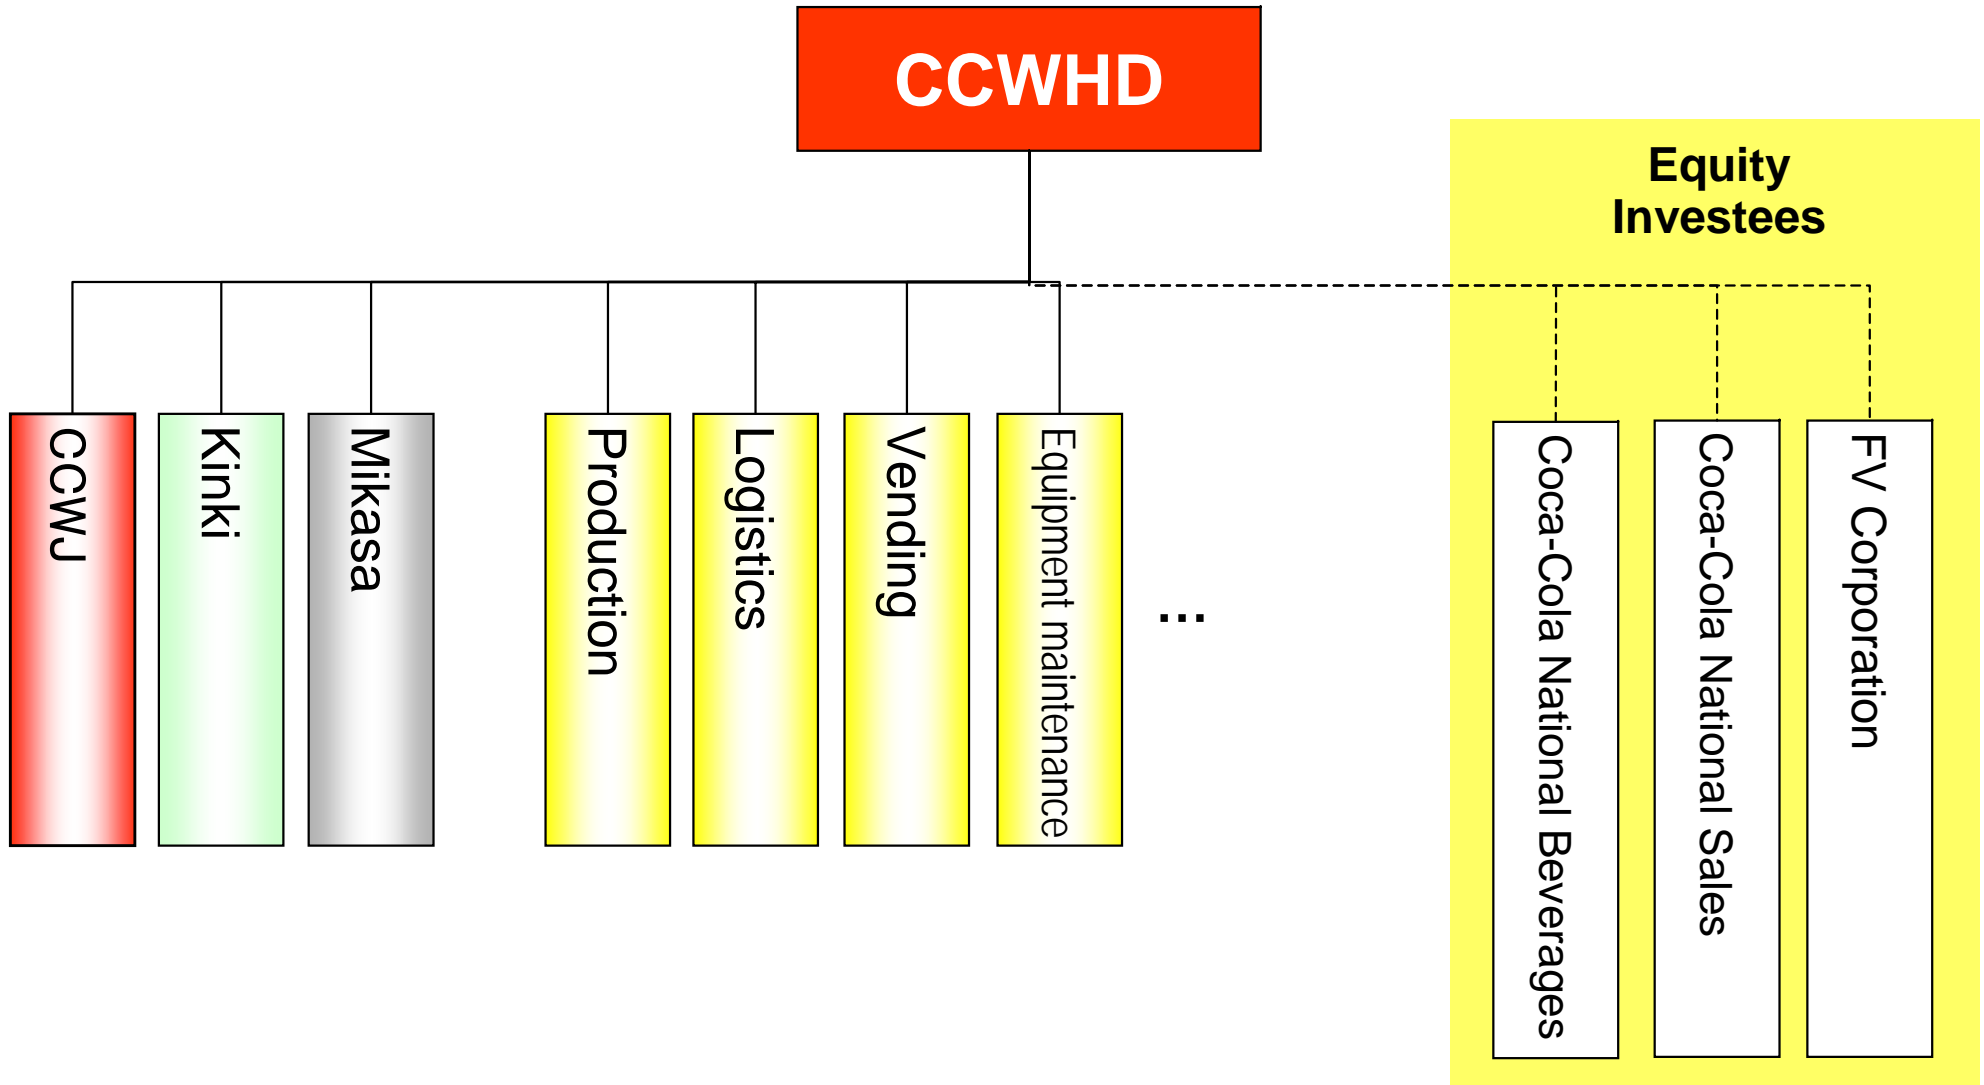 CCWHD
Equity
Investees
CCWJ
Kinki
Mikasa
Production
Logistics
Vending
Equipment maintenance
...
Coca-Cola National Beverages
Coca-Cola National Sales
FV Corporation